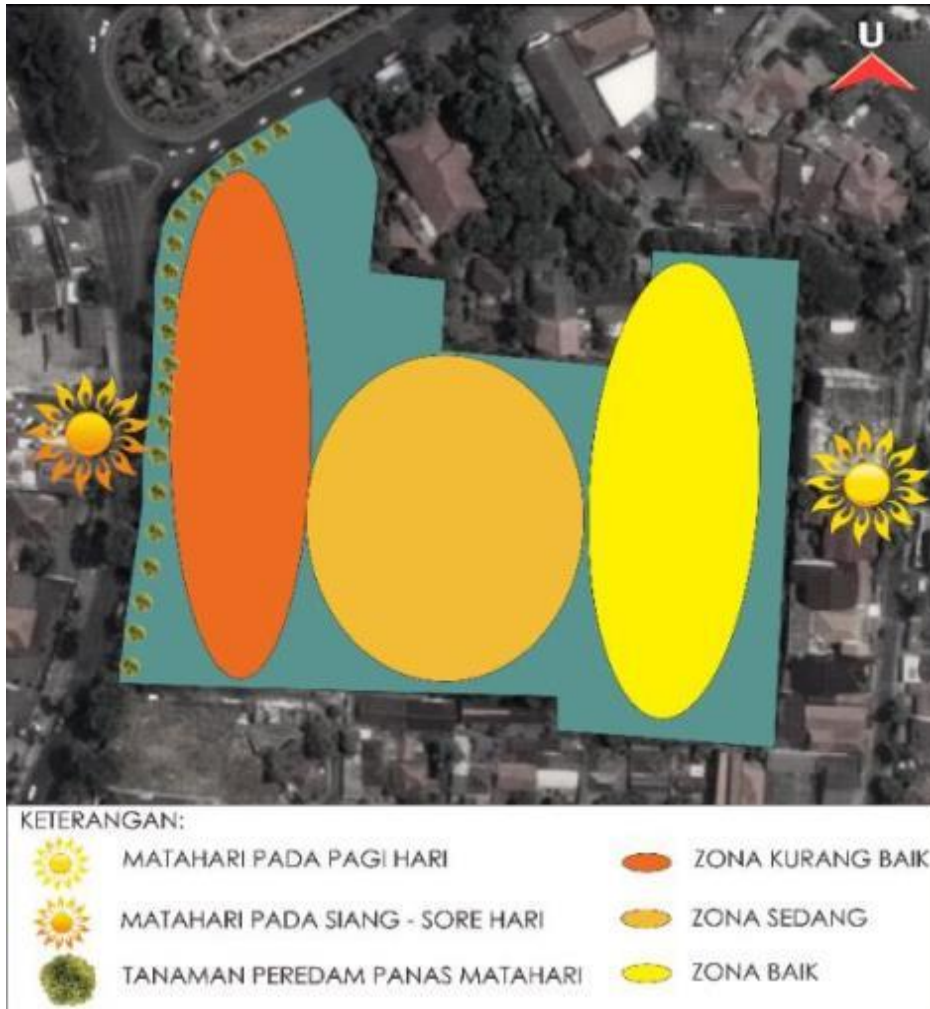 U
KETERANGAN:
MATAHARI PADA PAGI HARI
ZONA KURANG BAIK
MATAHARI PADA SIANG - SORE HARI
ZONA SEDANG
TANAMAN PEREDAM PANAS MATAHARI
ZONA BAIK